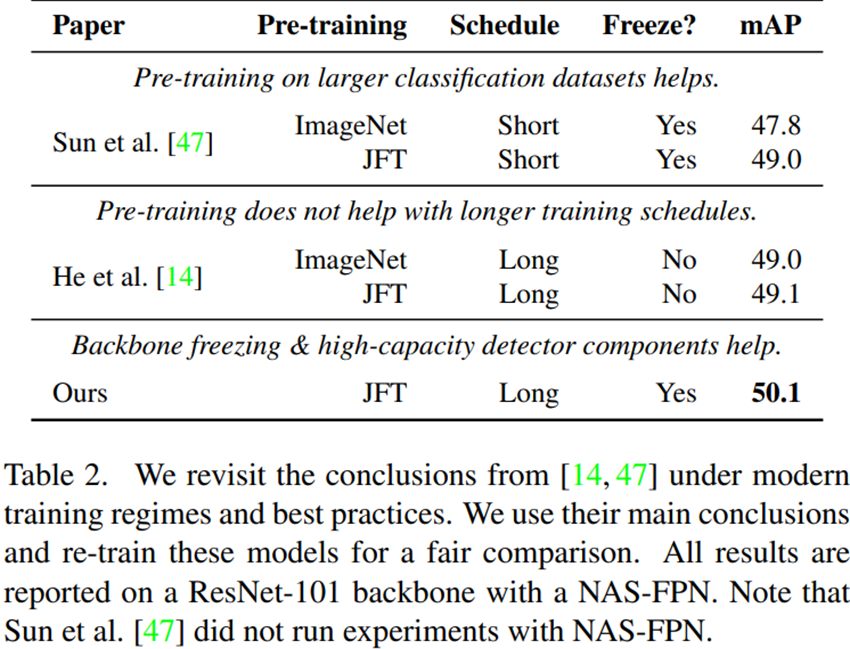 Paper Pre-training Schedule Freeze? mAP
Pre-training on larger classification datasets helps.
Sun et al. [47] ImageNet Short Yes 47.8
JFT Short Yes 49.0
Pre-training does not help with longer training schedules.
He et al. [14] ImageNet Long No 49.0
JFT Long No 49.1
Backbone freezing & high-capacity detector components help.
Ours JFT Long Yes 50.1
Table 2. We revisit the conclusions from [14, 47] under modern
training regimes and best practices. We use their main conclusions
and re-train these models for a fair comparison. All results are
reported on a ResNet-101 backbone with a NAS-FPN. Note that
Sun et al. [47] did not run experiments with NAS-FPN.